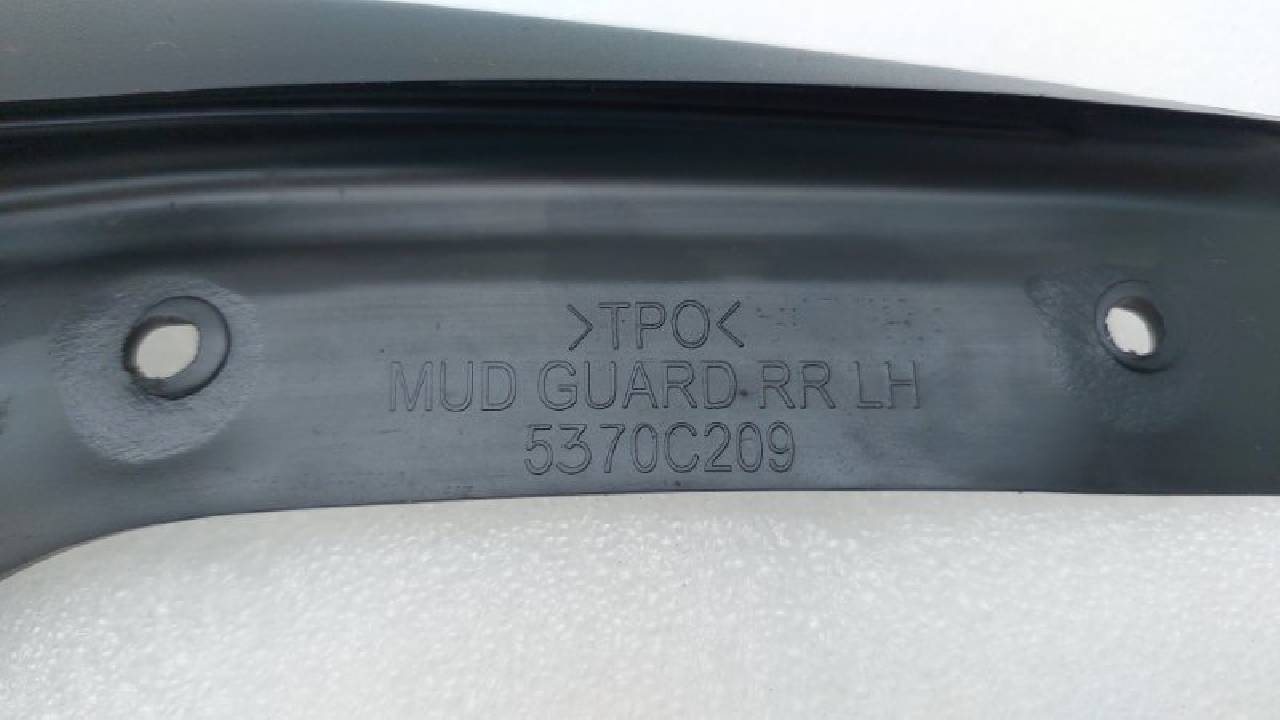 >TPO<
MUD GUARD RR LH
5370C209